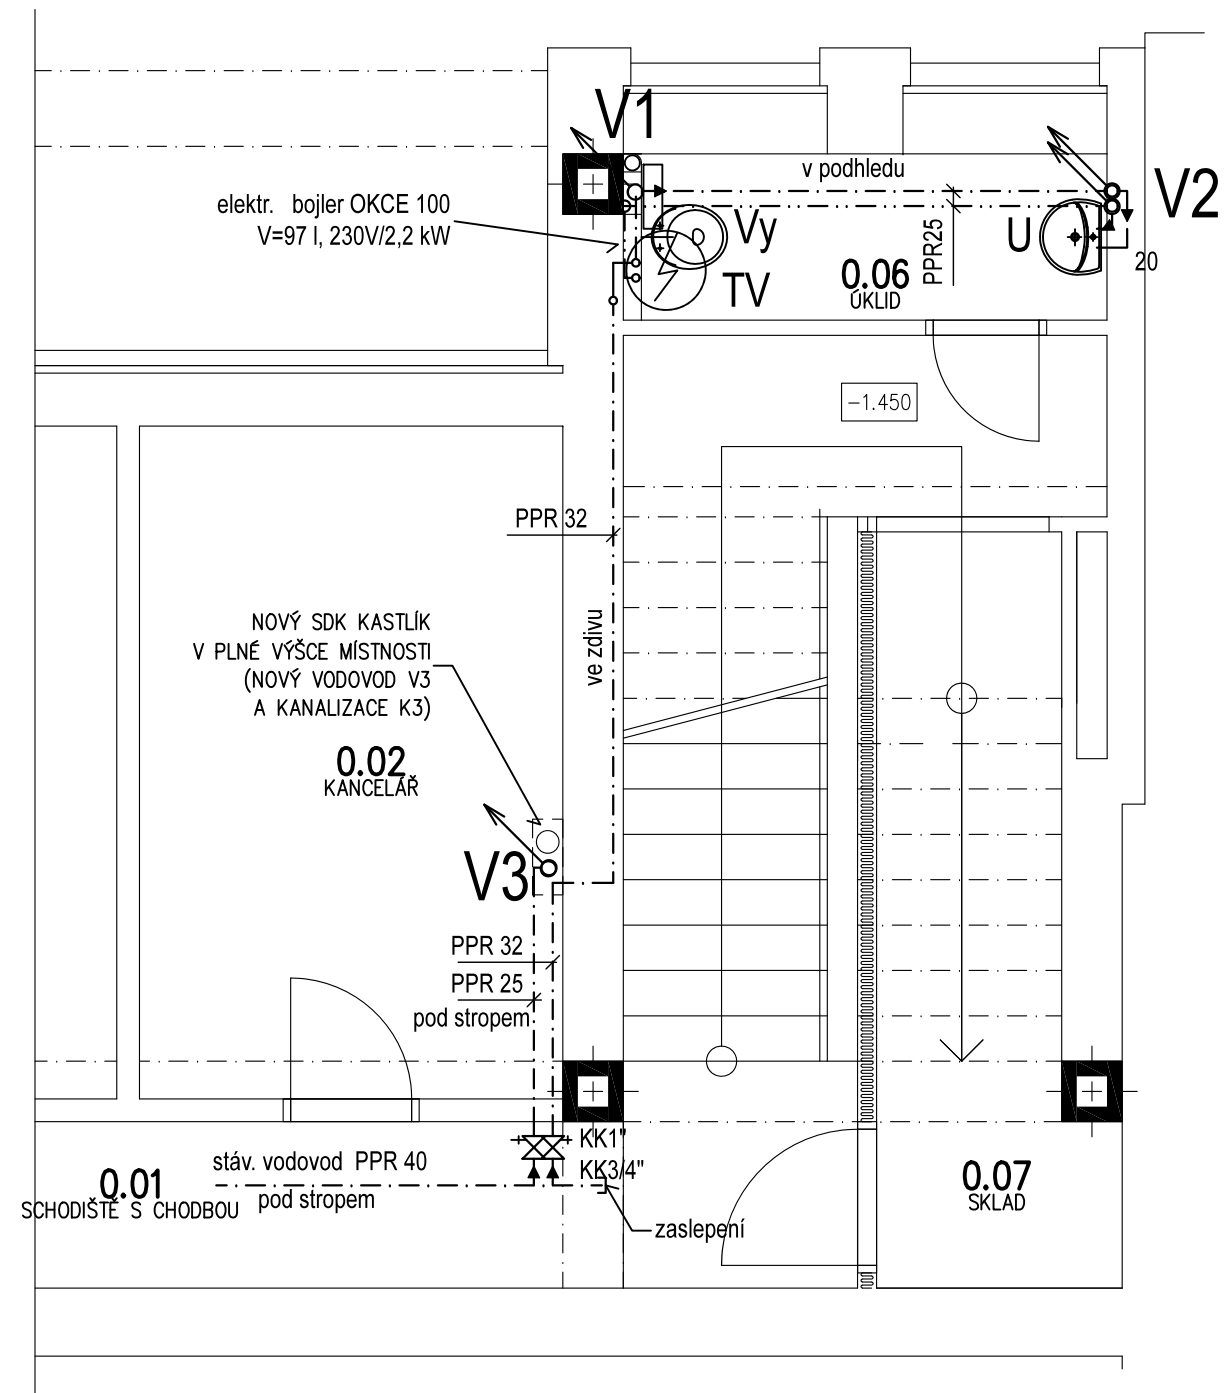 V1
v podhledu
V2
elektr. bojler OKCE 100
V=97 l, 230V/2,2 kW
Vy
U
PPR25
20
TV
0.06
ÚKLID
-1.450
PPR 32
ve zdivu
NOVÝ SDK KASTLÍK
V PLNÉ VÝŠCE MÍSTNOSTI
(NOVÝ VODOVOD V3
A KANALIZACE K3)
0.02
KANCELÁŘ
V3
PPR 32
PPR 25
pod stropem
KK1"
KK3/4"
stáv. vodovod PPR 40
pod stropem
0.01
SCHODIŠTĚ S CHODBOU
zaslepení
0.07
SKLAD